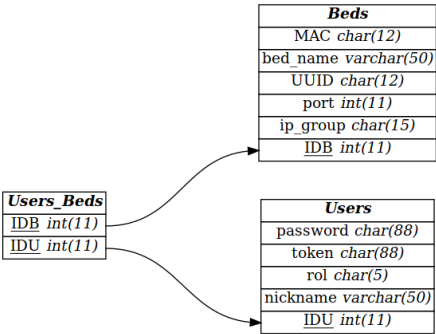 Beds
MAC char(12)
bed_name varchar(50)
UUID char(12)
port int(11)
ip_group char(15)
IDB int(11)
Users_Beds
IDB int(11)
IDU int(11)
Users
password char(88)
token char(88)
rol char(5)
nickname varchar(50)
IDU int(11)